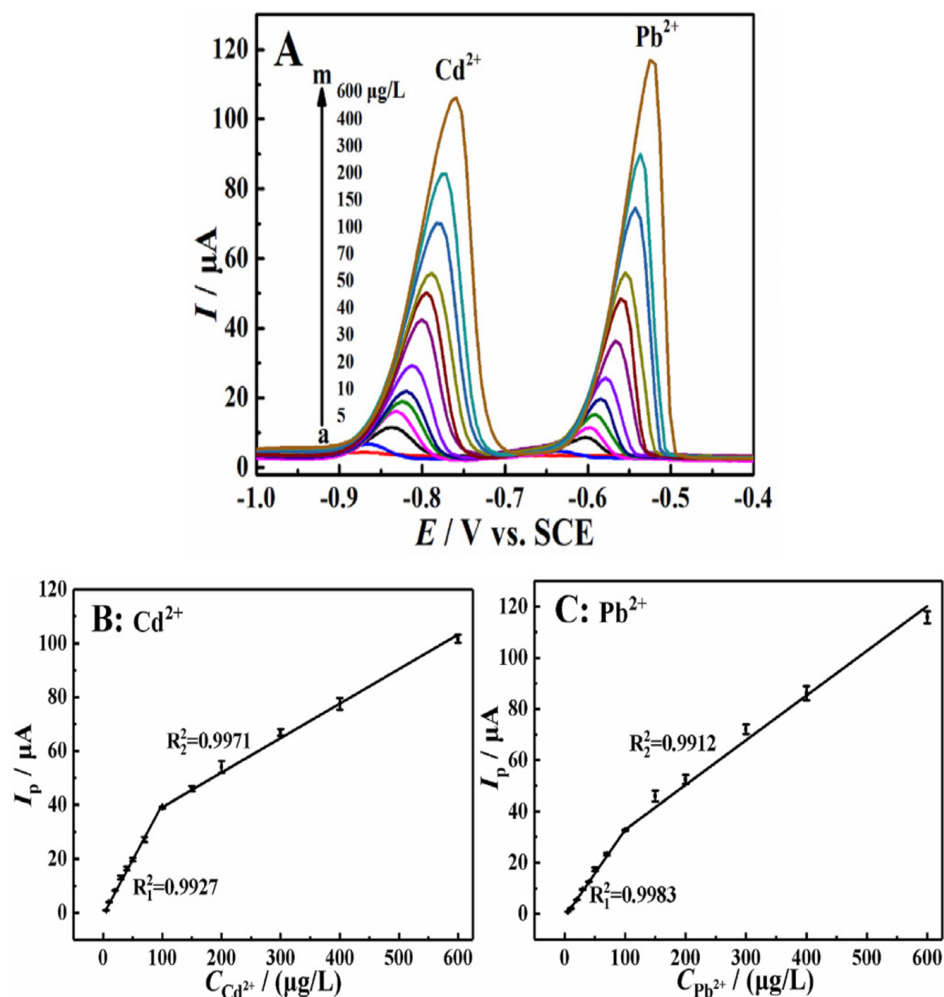 A
Cd²⁺
Pb²⁺
m
600 µg/L
400
300
200
150
100
70
50
40
30
20
10
5
a
120
100
80
60
40
20
0
I / µA
-1.0
-0.9
-0.8
-0.7
-0.6
-0.5
-0.4
E / V vs. SCE
B: Cd²⁺
120
100
80
60
40
20
0
Iₚ / µA
R₂²=0.9971
R₁²=0.9927
0 100 200 300 400 500 600
C Cd²⁺ / (µg/L)
C: Pb²⁺
120
100
80
60
40
20
0
Iₚ / µA
R₂²=0.9912
R₁²=0.9983
0 100 200 300 400 500 600
C Pb²⁺ / (µg/L)